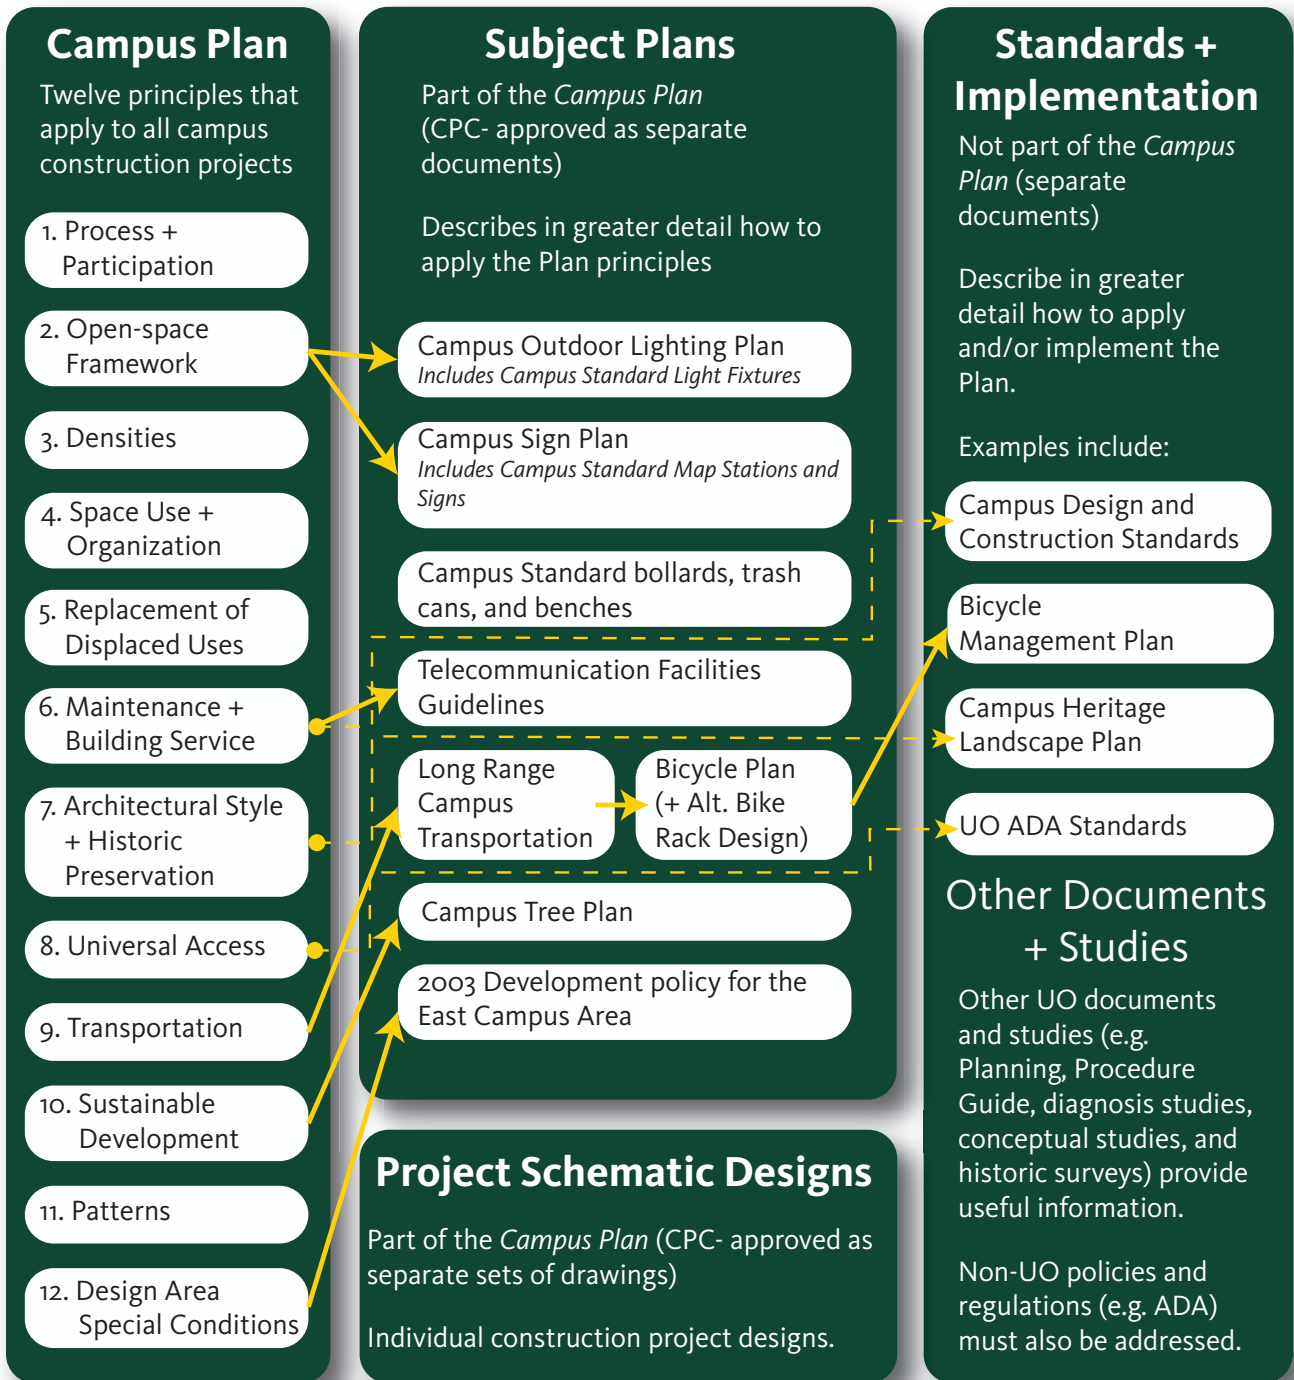 Campus Plan
Twelve principles that
apply to all campus
construction projects
1. Process +
Participation
2. Open-space
Framework
3. Densities
4. Space Use +
Organization
5. Replacement of
Displaced Uses
6. Maintenance +
Building Service
7. Architectural Style
+ Historic
Preservation
8. Universal Access
9. Transportation
10. Sustainable
Development
11. Patterns
12. Design Area
Special Conditions
Subject Plans
Part of the Campus Plan
(CPC- approved as separate
documents)
Describes in greater detail how to
apply the Plan principles
Campus Outdoor Lighting Plan
Includes Campus Standard Light Fixtures
Campus Sign Plan
Includes Campus Standard Map Stations and
Signs
Campus Standard bollards, trash
cans, and benches
Telecommunication Facilities
Guidelines
Long Range
Campus
Transportation
Bicycle Plan
(+ Alt. Bike
Rack Design)
Campus Tree Plan
2003 Development policy for the
East Campus Area
Project Schematic Designs
Part of the Campus Plan (CPC- approved as
separate sets of drawings)
Individual construction project designs.
Standards +
Implementation
Not part of the Campus
Plan (separate
documents)
Describe in greater
detail how to apply
and/or implement the
Plan.
Examples include:
Campus Design and
Construction Standards
Bicycle
Management Plan
Campus Heritage
Landscape Plan
UO ADA Standards
Other Documents
+ Studies
Other UO documents
and studies (e.g.
Planning, Procedure
Guide, diagnosis studies,
conceptual studies, and
historic surveys) provide
useful information.
Non-UO policies and
regulations (e.g. ADA)
must also be addressed.